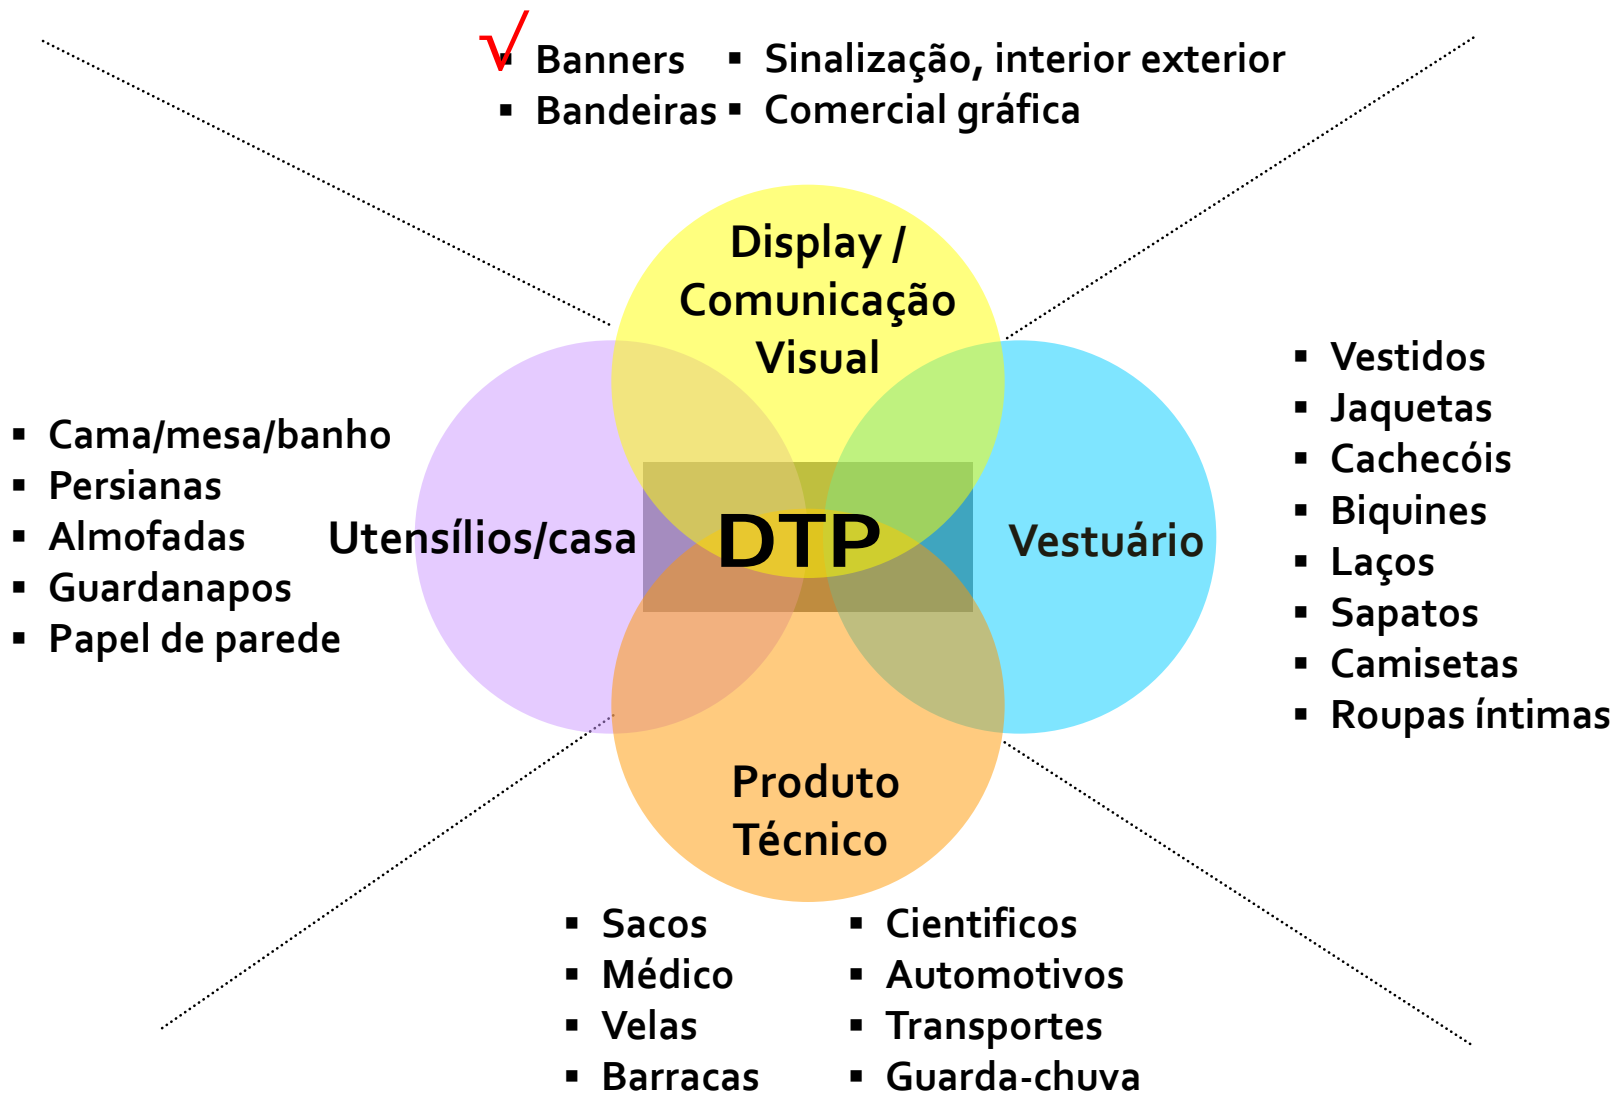 √
▪ Banners ▪ Sinalização, interior exterior
▪ Bandeiras ▪ Comercial gráfica
Display /
Comunicação
Visual
▪ Cama/mesa/banho
▪ Persianas
▪ Almofadas
▪ Guardanapos
▪ Papel de parede
Utensílios/casa
DTP
Vestuário
▪ Vestidos
▪ Jaquetas
▪ Cachecóis
▪ Biquines
▪ Laços
▪ Sapatos
▪ Camisetas
▪ Roupas íntimas
Produto
Técnico
▪ Sacos
▪ Médico
▪ Velas
▪ Barracas
▪ Cientificos
▪ Automotivos
▪ Transportes
▪ Guarda-chuva